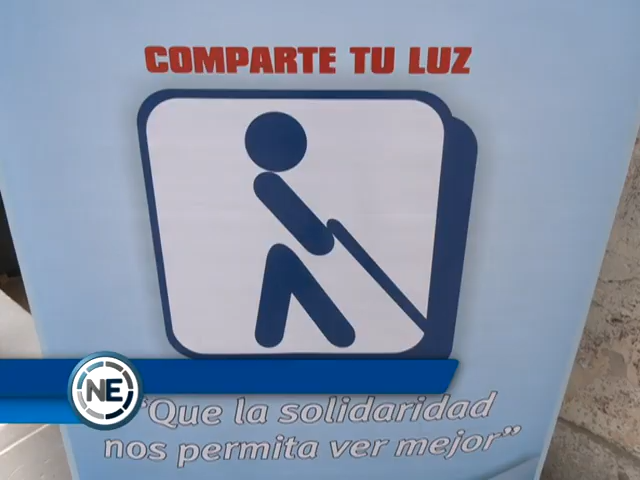 COMPARTE TU LUZ
NE
"Que la solidaridad
nos permita ver mejor"